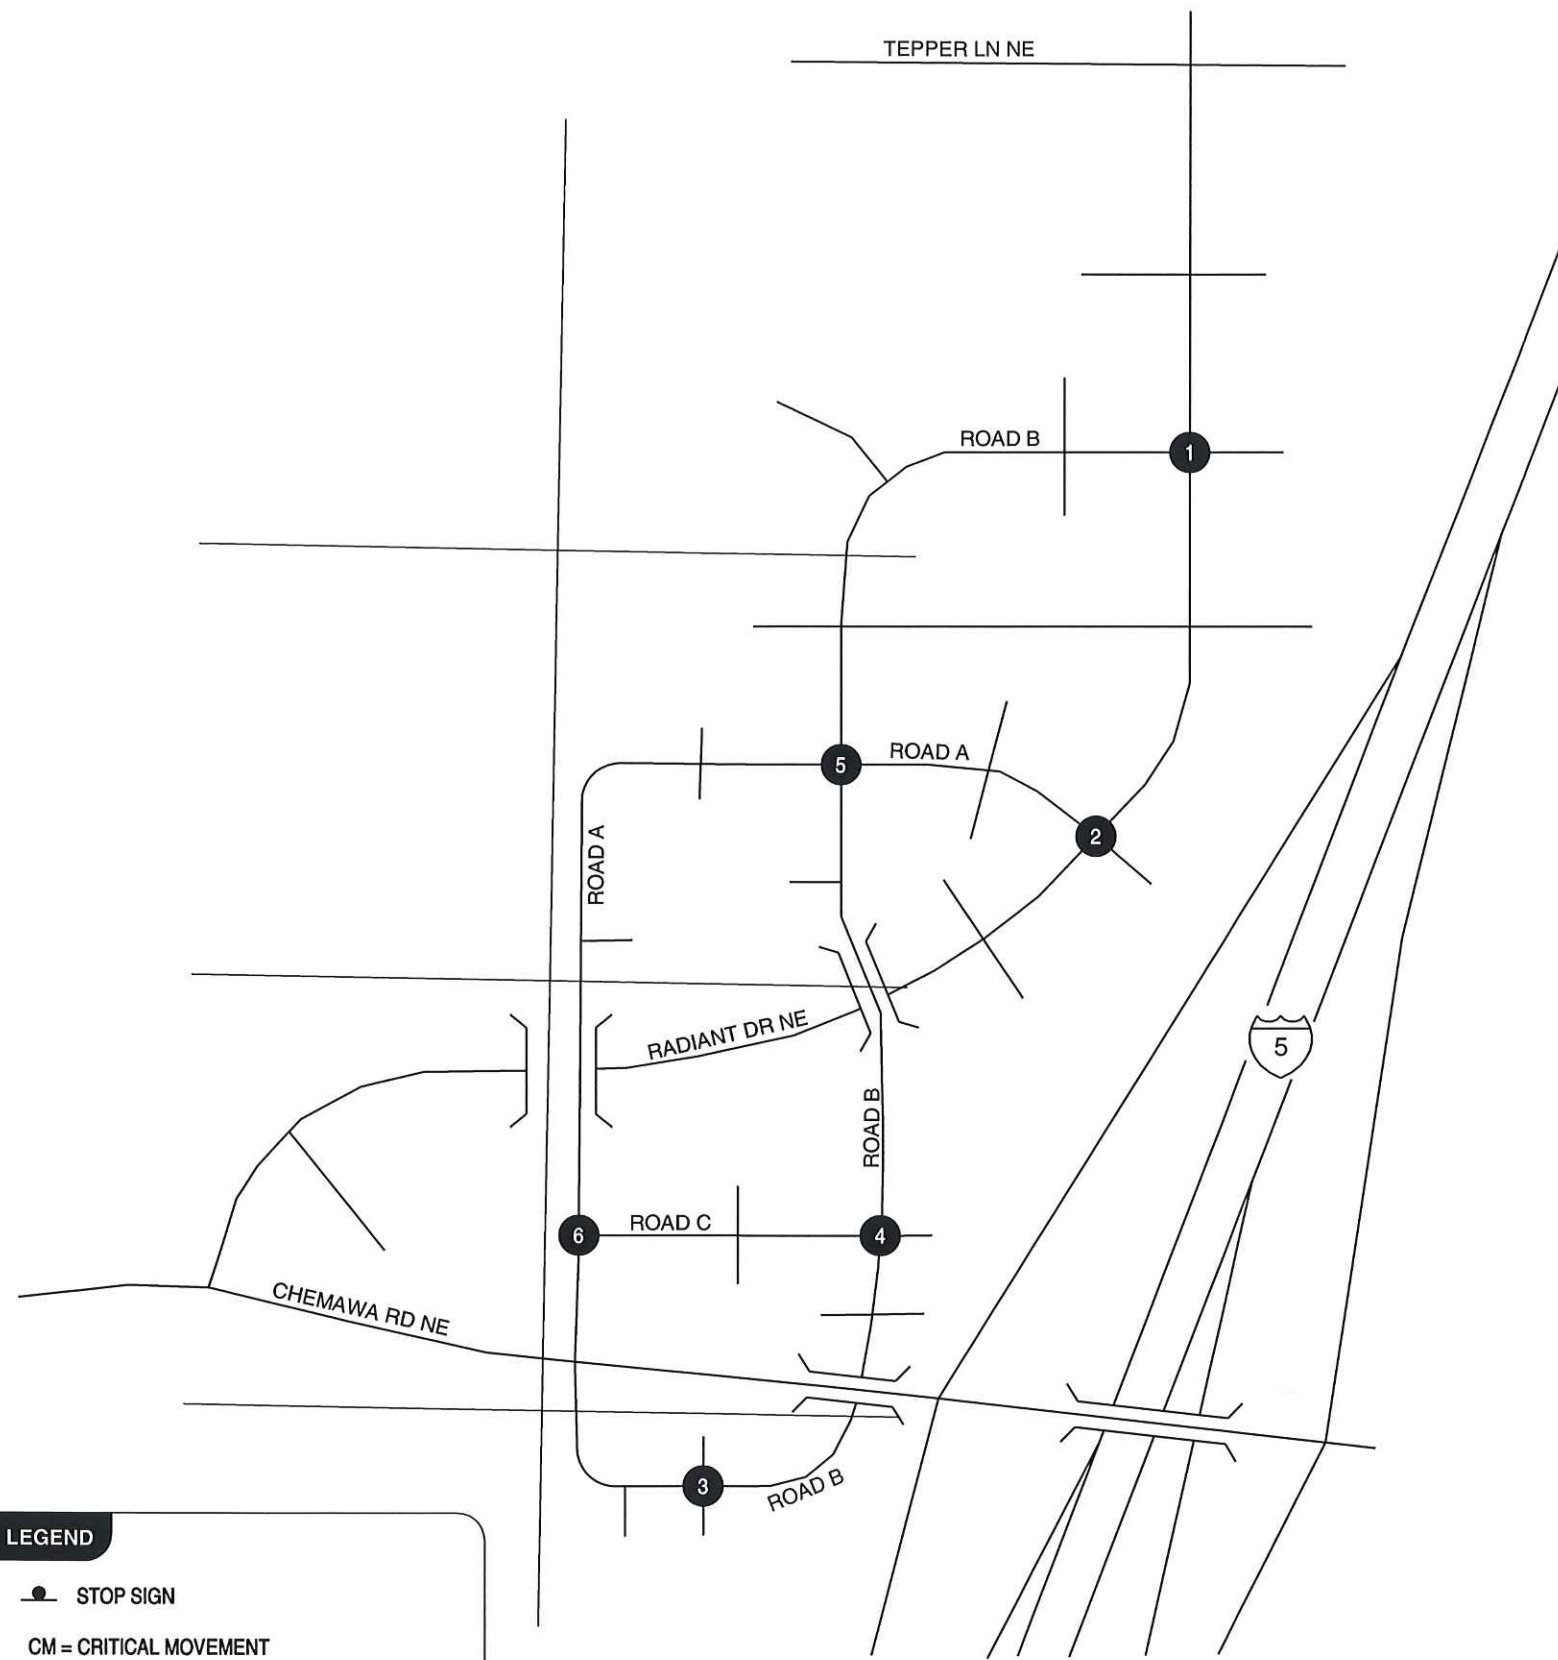 TEPPER LN NE
ROAD B
1
5
ROAD A
2
ROAD A
RADIANT DR NE
5
ROAD B
6
ROAD C
4
CHEMAWA RD NE
3
ROAD B
LEGEND
STOP SIGN
CM = CRITICAL MOVEMENT